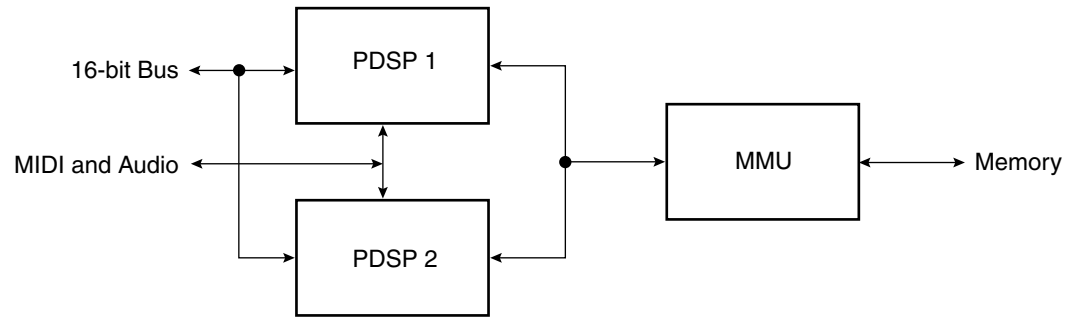 PDSP 1
16-bit Bus
MIDI and Audio
MMU
Memory
PDSP 2